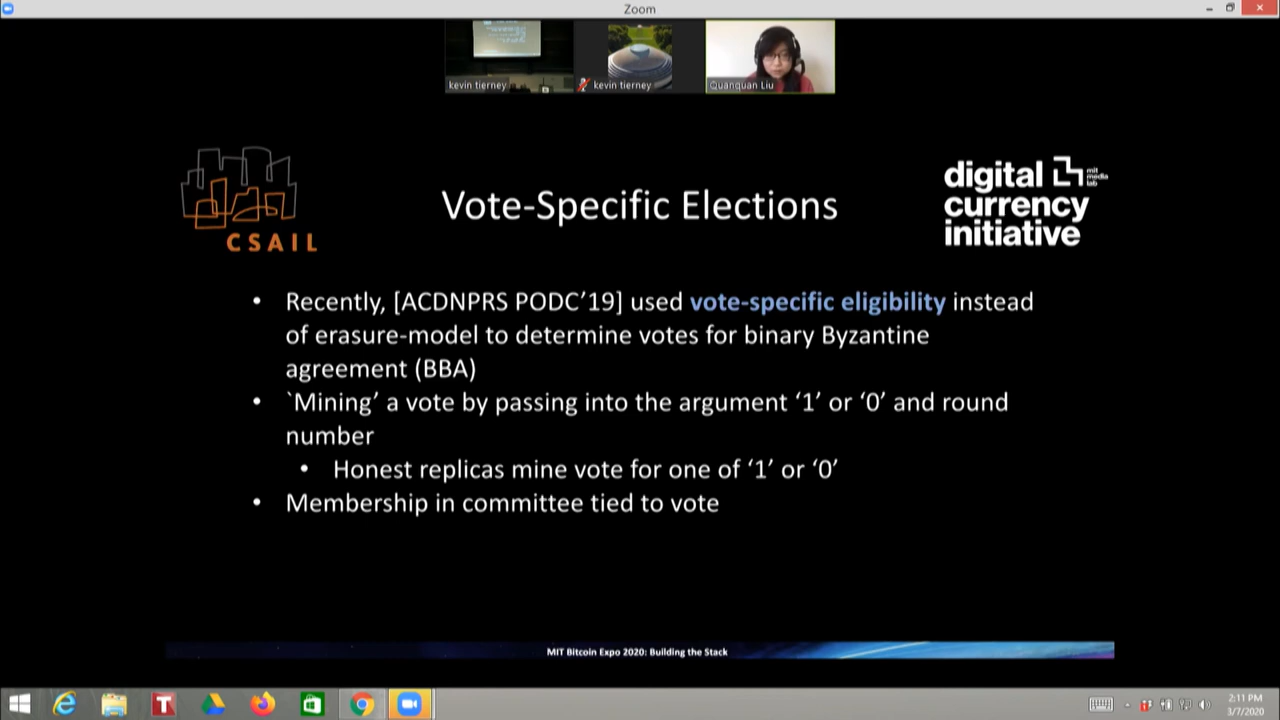 Zoom
kevin tierney
kevin tierney
Quanquan Liu
CSAIL
Vote-Specific Elections
digital
currency
initiative
mit
media
lab
• Recently, [ACDNPRS PODC’19] used vote-specific eligibility instead
of erasure-model to determine votes for binary Byzantine
agreement (BBA)
• `Mining’ a vote by passing into the argument ‘1’ or ‘0’ and round
number
• Honest replicas mine vote for one of ‘1’ or ‘0’
• Membership in committee tied to vote
MIT Bitcoin Expo 2020: Building the Stack
T
2:11 PM
3/7/2020